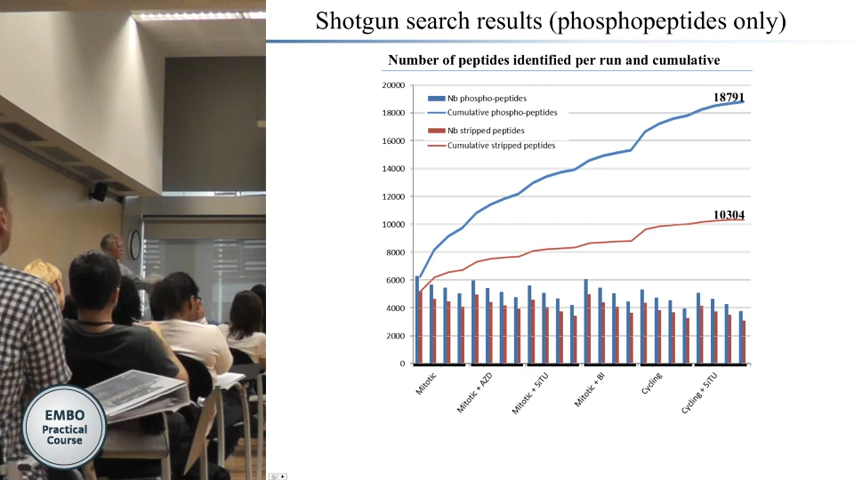 Shotgun search results (phosphopeptides only)
Number of peptides identified per run and cumulative
20000
18000
16000
14000
12000
10000
8000
6000
4000
2000
0
Nb phospho-peptides
Cumulative phospho-peptides
Nb stripped peptides
Cumulative stripped peptides
18791
10304
Mitotic
Mitotic + AZD
Mitotic + SiTU
Mitotic + BI
Cycling
Cycling + SiTU
EMBO
Practical
Course